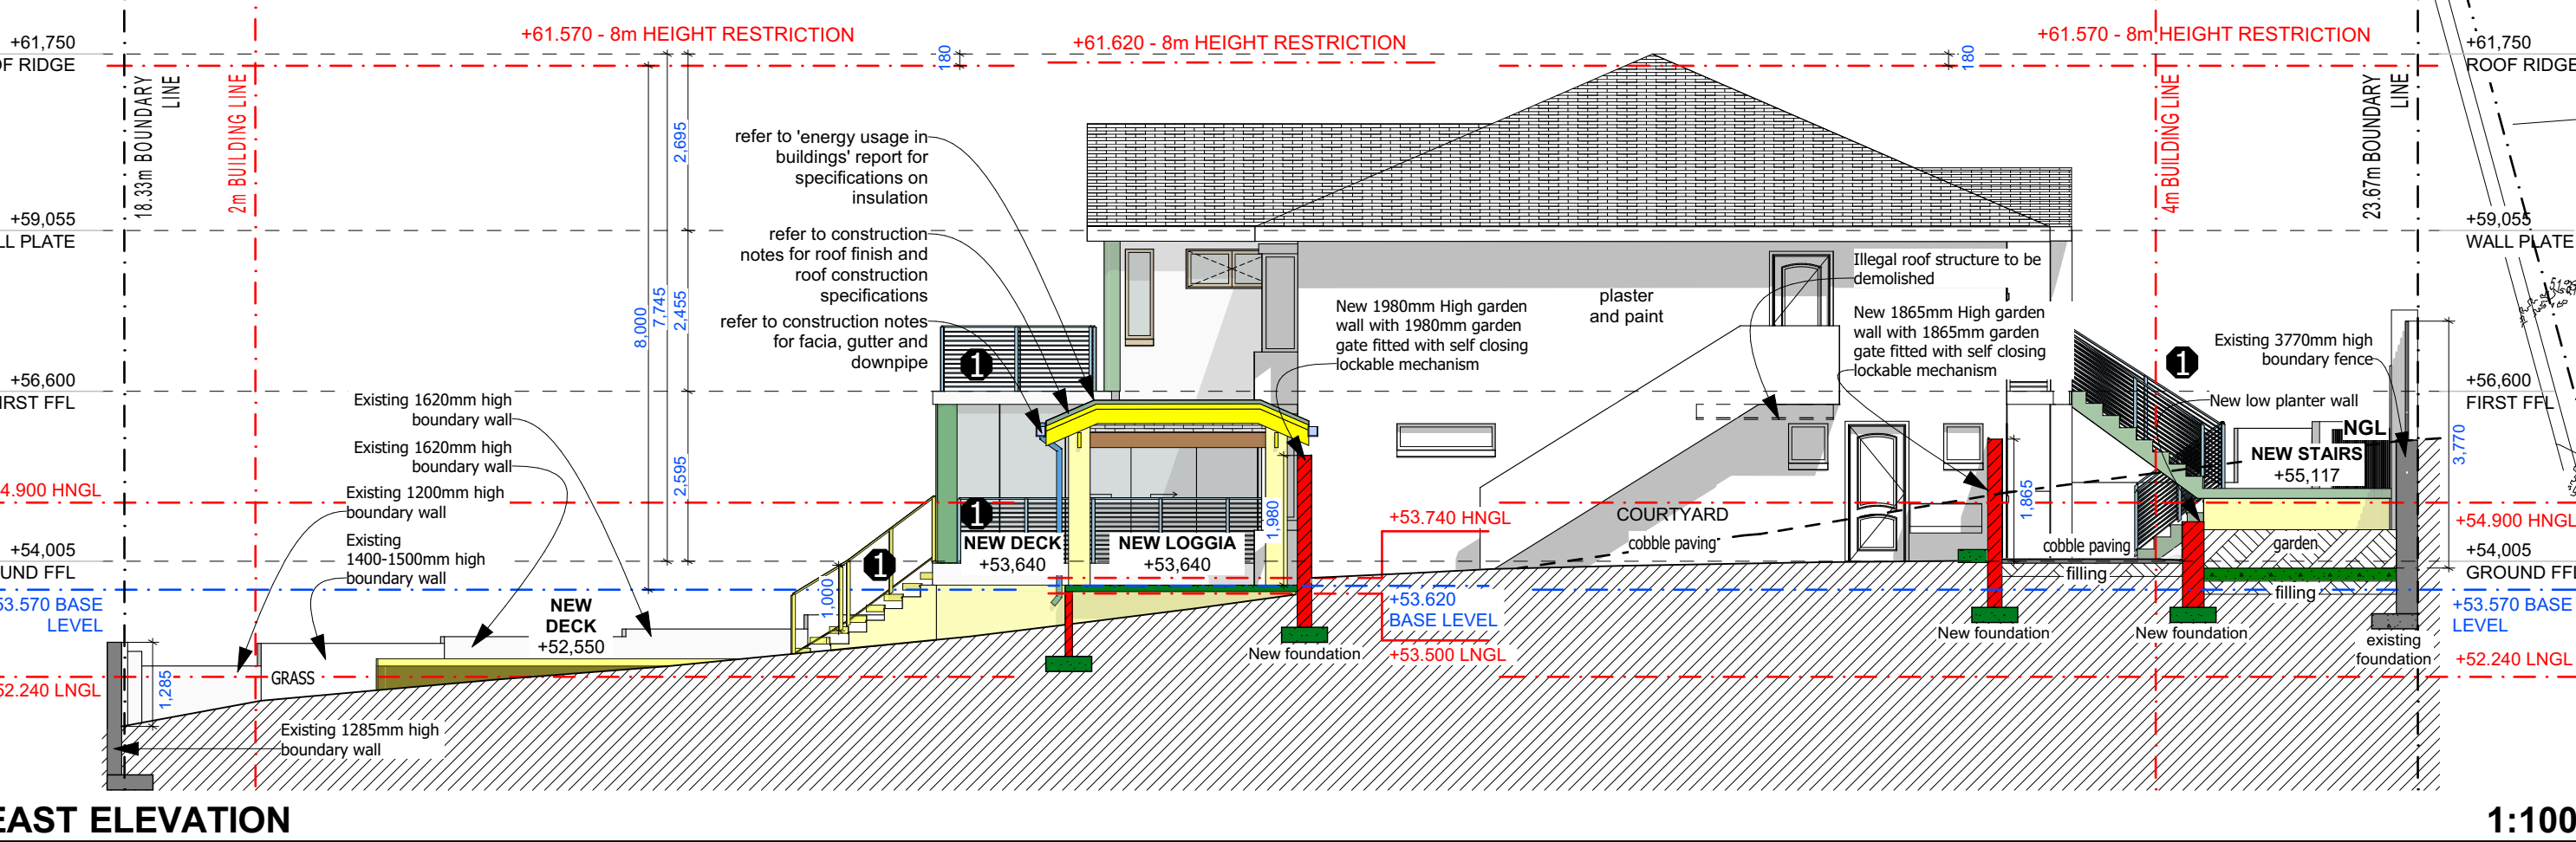 +61,750
OF RIDGE
18.33m BOUNDARY
LINE
2m BUILDING LINE
+61.570 - 8m HEIGHT RESTRICTION
180
+61.620 - 8m HEIGHT RESTRICTION
+61.570 - 8m HEIGHT RESTRICTION
180
4m BUILDING LINE
23.67m BOUNDARY
LINE
+61,750
ROOF RIDGE
2,695
8,000
7,745
2,455
2,595
refer to 'energy usage in
buildings' report for
specifications on
insulation
refer to construction
notes for roof finish and
roof construction
specifications
refer to construction notes
for facia, gutter and
downpipe
+59,055
LL PLATE
+59,055
WALL PLATE
plaster
and paint
Illegal roof structure to be
demolished
New 1980mm High garden
wall with 1980mm garden
gate fitted with self closing
lockable mechanism
New 1865mm High garden
wall with 1865mm garden
gate fitted with self closing
lockable mechanism
Existing 3770mm high
boundary fence
1
1
1
1
+56,600
IRST FFL
+56,600
FIRST FFL
New low planter wall
NGL
NEW STAIRS
+55,117
3,770
Existing 1620mm high
boundary wall
Existing 1620mm high
boundary wall
Existing 1200mm high
boundary wall
Existing
1400-1500mm high
boundary wall
4.900 HNGL
+54.900 HNGL
+54,005
UND FFL
+54,005
GROUND FFL
53.570 BASE
LEVEL
+53.570 BASE
LEVEL
52.240 LNGL
+52.240 LNGL
1,285
GRASS
NEW
DECK
+52,550
1,000
NEW DECK
+53,640
NEW LOGGIA
+53,640
1,980
+53.740 HNGL
+53.620
BASE LEVEL
+53.500 LNGL
COURTYARD
cobble paving
1,865
cobble paving
filling
garden
filling
New foundation
New foundation
New foundation
existing
foundation
Existing 1285mm high
boundary wall
EAST ELEVATION
1:100